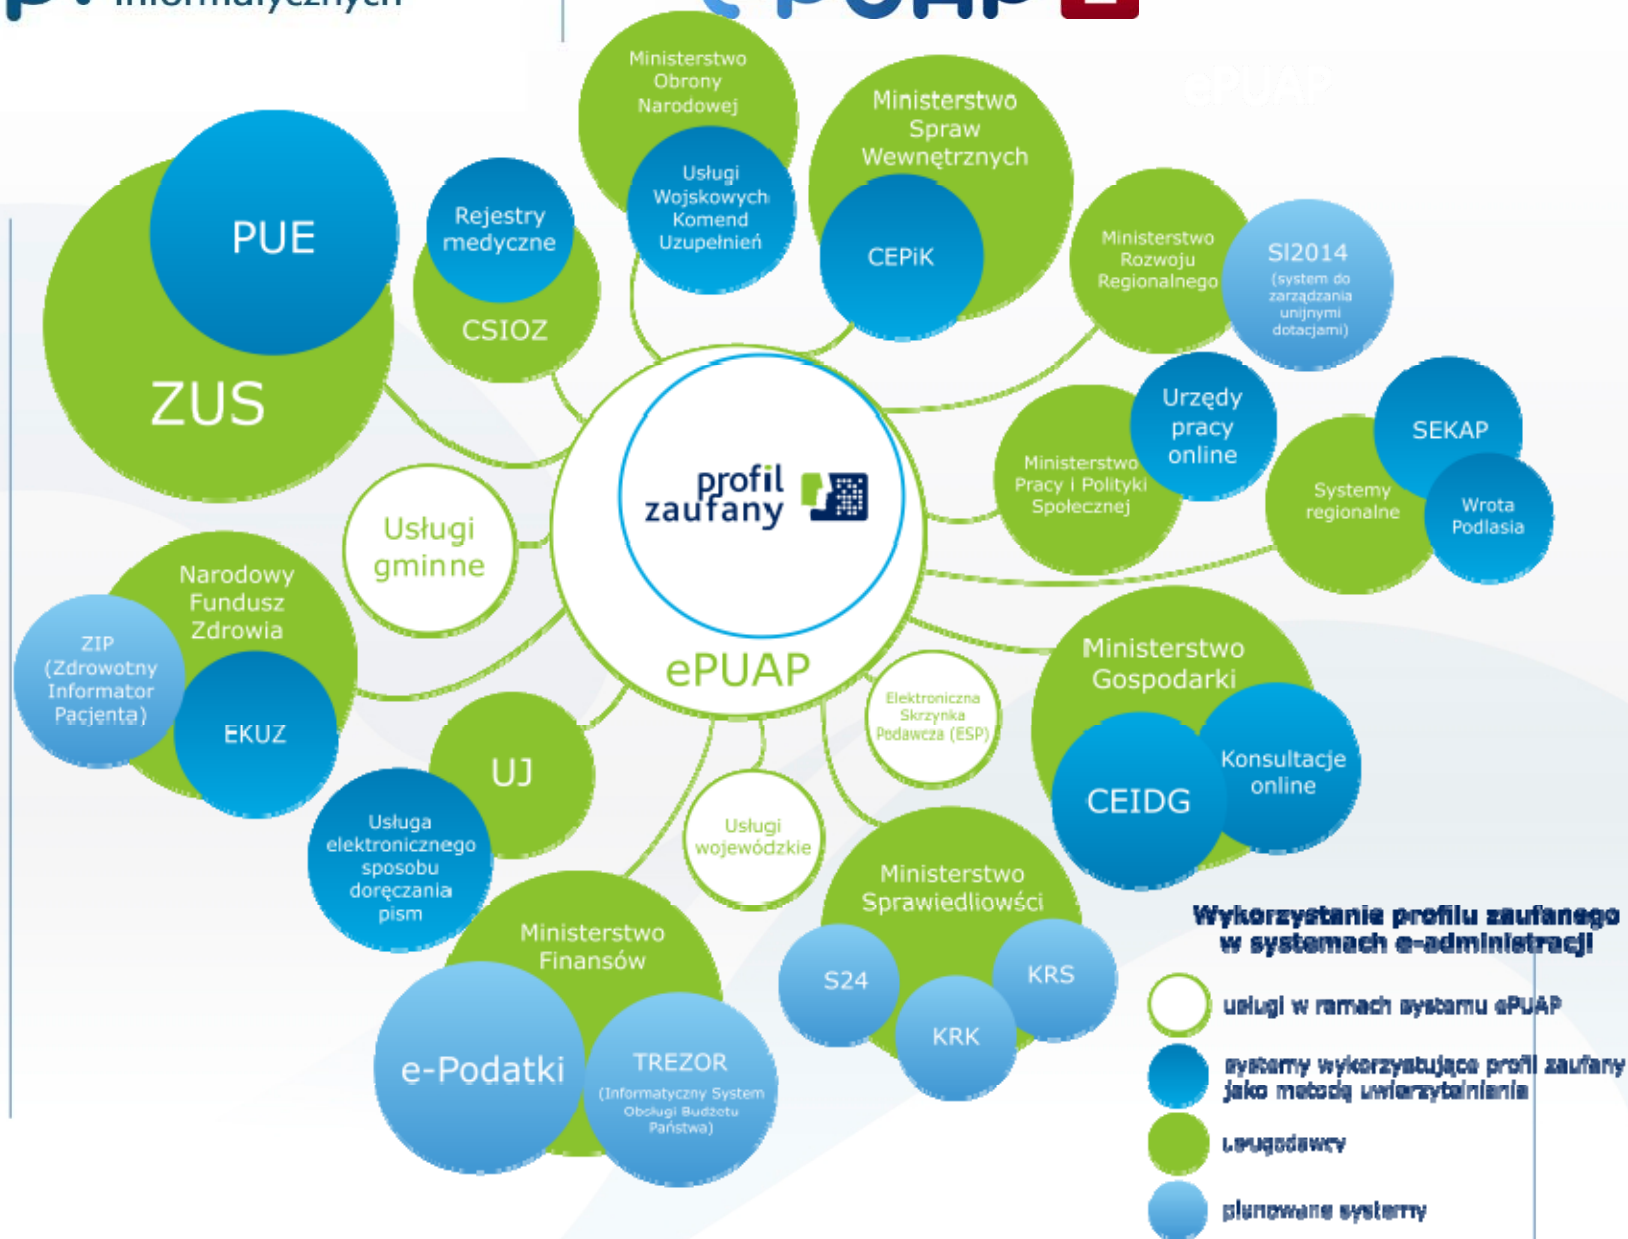 informatycznych
ePUAP 2
ePUAP
Ministerstwo
Obrony
Narodowej
Usługi
Wojskowych
Komend
Uzupełnień
Ministerstwo
Spraw
Wewnętrznych
CEPiK
PUE
ZUS
Rejestry
medyczne
CSIOZ
Ministerstwo
Rozwoju
Regionalnego
SI2014
(system do
zarządzania
unijnymi
dotacjami)
Urzędy
pracy
online
Ministerstwo
Pracy i Polityki
Społecznej
SEKAP
Systemy
regionalne
Wrota
Podlasia
profil
zaufany
ePUAP
Usługi
gminne
Narodowy
Fundusz
Zdrowia
ZIP
(Zdrowotny
Informator
Pacjenta)
EKUZ
UJ
Usługa
elektronicznego
sposobu
doręczania
pism
Elektroniczna
Skrzynka
Podawcza (ESP)
Usługi
wojewódzkie
Ministerstwo
Gospodarki
CEIDG
Konsultacje
online
Ministerstwo
Sprawiedliowści
S24
KRK
KRS
Ministerstwo
Finansów
e-Podatki
TREZOR
(Informatyczny System
Obsługi Budżetu
Państwa)
Wykorzystanie profilu zaufanego
w systemach e-administracji
usługi w ramach systemu ePUAP
systemy wykorzystujące profil zaufany
jako metodę uwierzytelniania
usługodawcy
planowane systemy